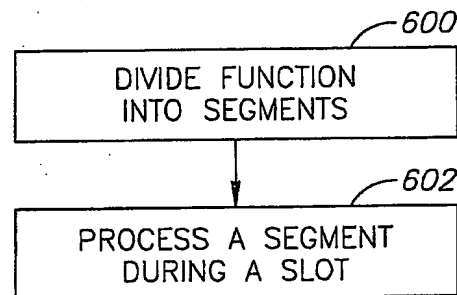 600
DIVIDE FUNCTION
INTO SEGMENTS
602
PROCESS A SEGMENT
DURING A SLOT